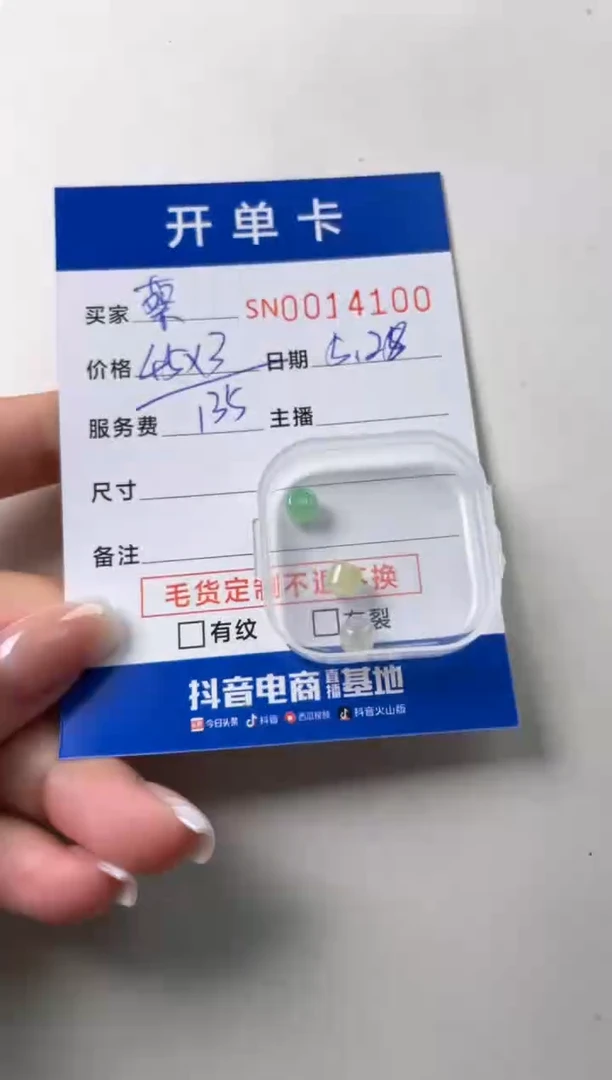 开单卡
买家 SN0014100
价格 45×3 日期 5.28
服务费 135 主播
尺寸
备注
毛货定制不退不换
□有纹 □有裂
抖音电商直播基地
今日头条 抖音 西瓜视频 抖音火山版